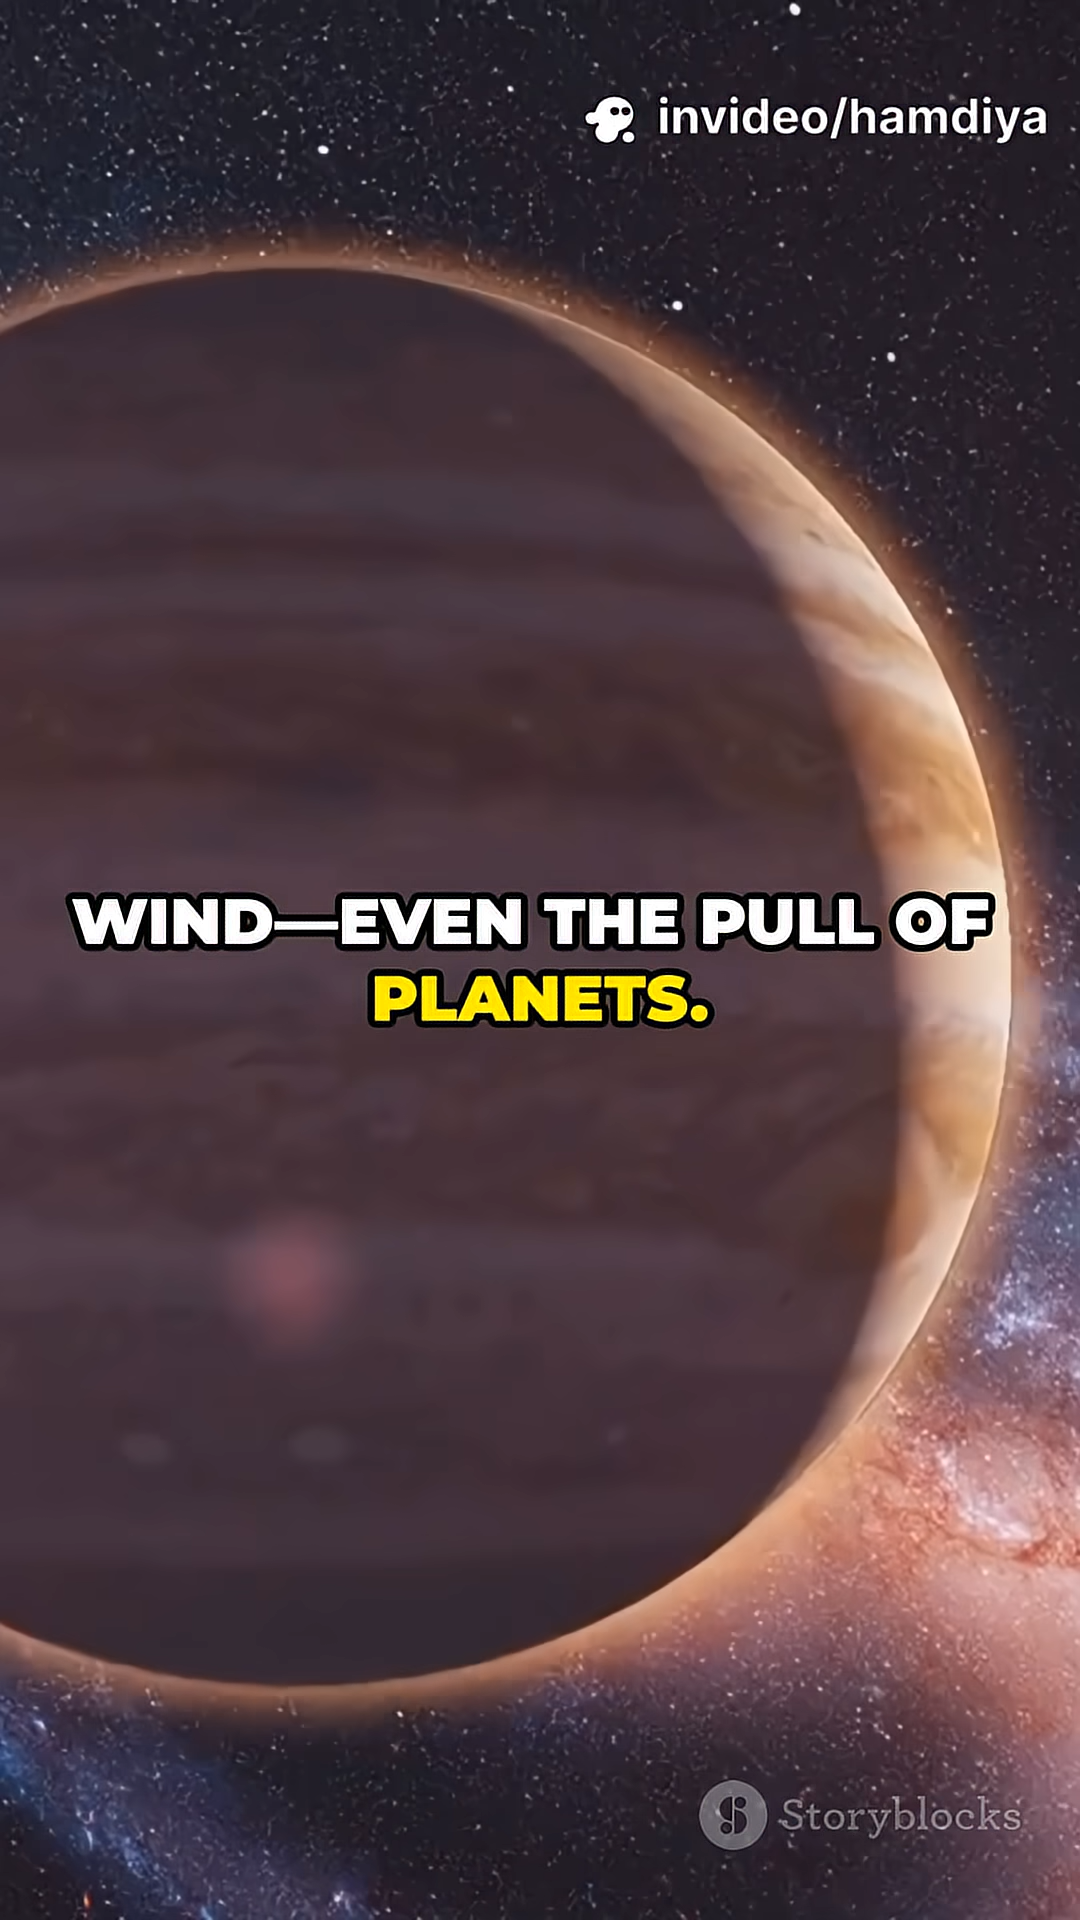 invideo/hamdiya
WIND—EVEN THE PULL OF
PLANETS.
Storyblocks